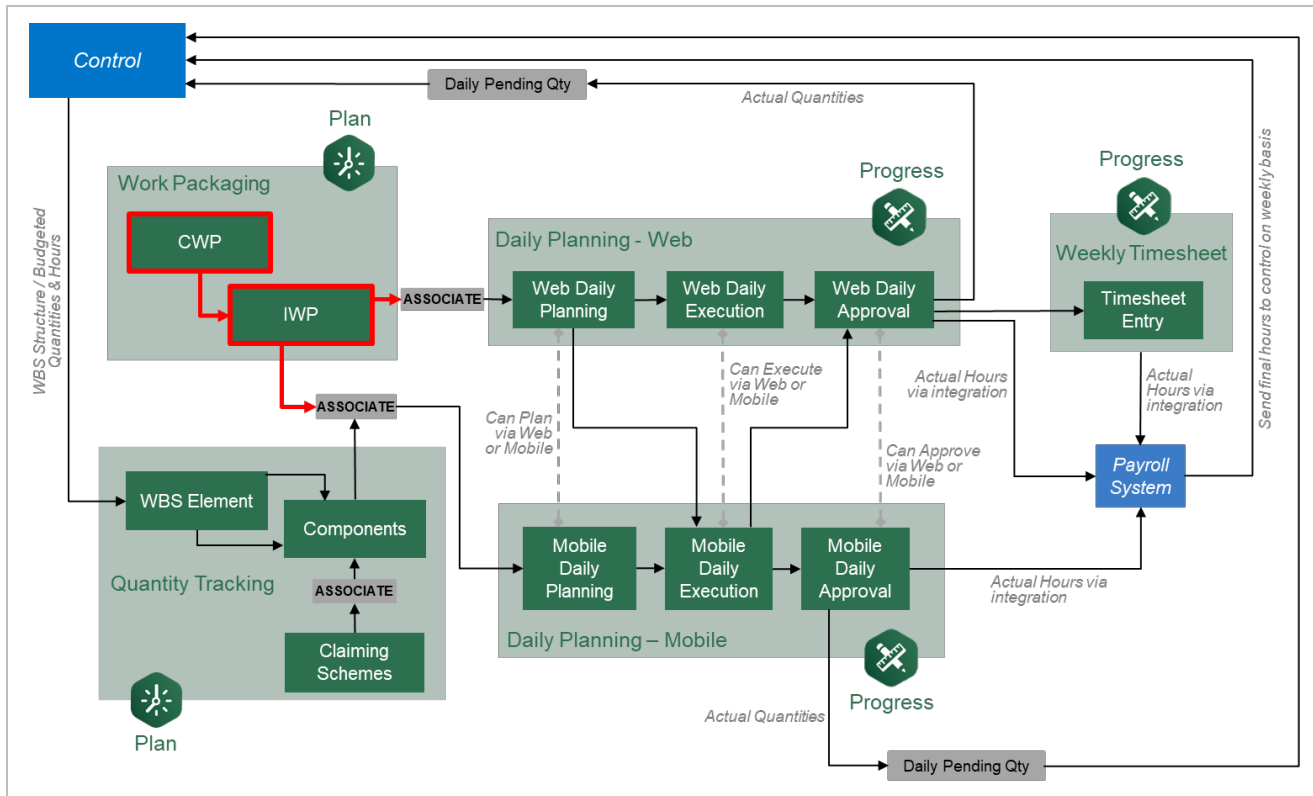 Control
Daily Pending Qty
Actual Quantities
Plan
Work Packaging
CWP
IWP
ASSOCIATE
Progress
Daily Planning - Web
Web Daily
Planning
Web Daily
Execution
Web Daily
Approval
Progress
Weekly Timesheet
Timesheet
Entry
WBS Structure / Budgeted
Quantities & Hours
Send final hours to control on weekly basis
Can Plan
via Web
or Mobile
Can Execute
via Web or
Mobile
Actual Hours
via integration
Can Approve
via Web or
Mobile
Actual
Hours via
integration
Payroll
System
ASSOCIATE
WBS Element
Components
Quantity Tracking
ASSOCIATE
Claiming
Schemes
Plan
Mobile
Daily
Planning
Mobile
Daily
Execution
Mobile
Daily
Approval
Daily Planning – Mobile
Actual Hours via
integration
Progress
Actual Quantities
Daily Pending Qty